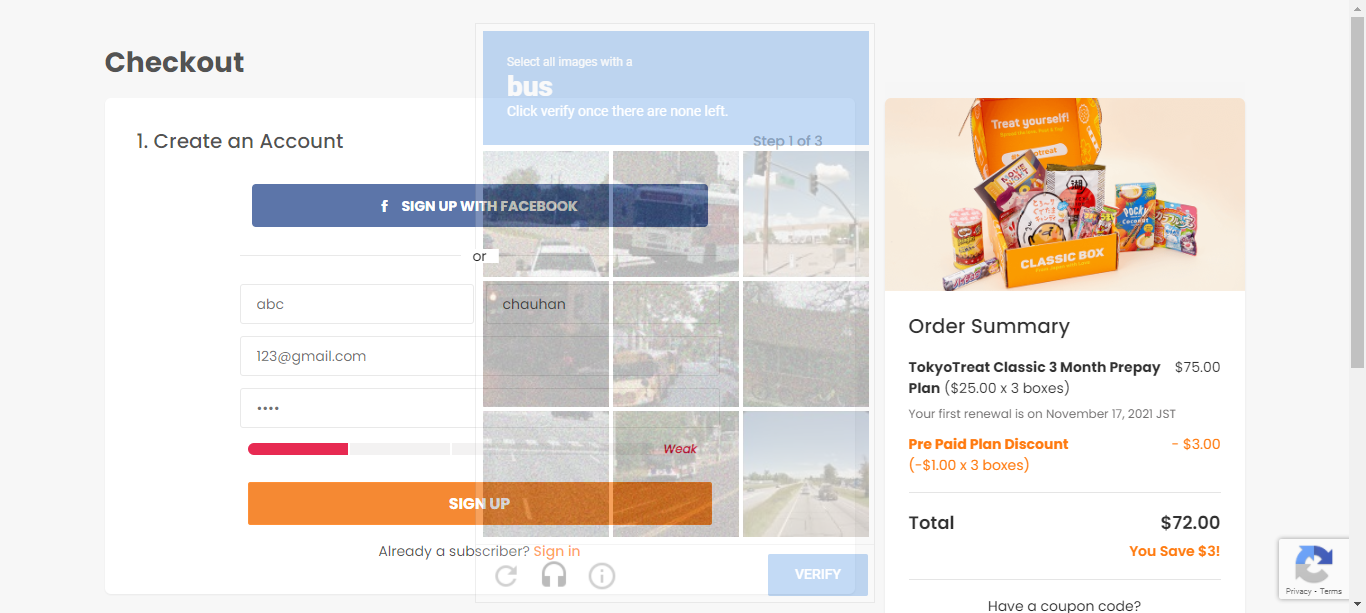 Checkout
1. Create an Account
Step 1 of 3
SIGN UP WITH FACEBOOK
or
abc
chauhan
123@gmail.com
••••
Weak
SIGN UP
Already a subscriber? Sign in
Select all images with a
bus
Click verify once there are none left.
VERIFY
Treat yourself!
MOVIE NIGHT
POCKY
CLASSIC BOX
Order Summary
TokyoTreat Classic 3 Month Prepay $75.00
Plan ($25.00 x 3 boxes)
Your first renewal is on November 17, 2021 JST
Pre Paid Plan Discount - $3.00
(-$1.00 x 3 boxes)
Total $72.00
You Save $3!
Have a coupon code?
Privacy - Terms